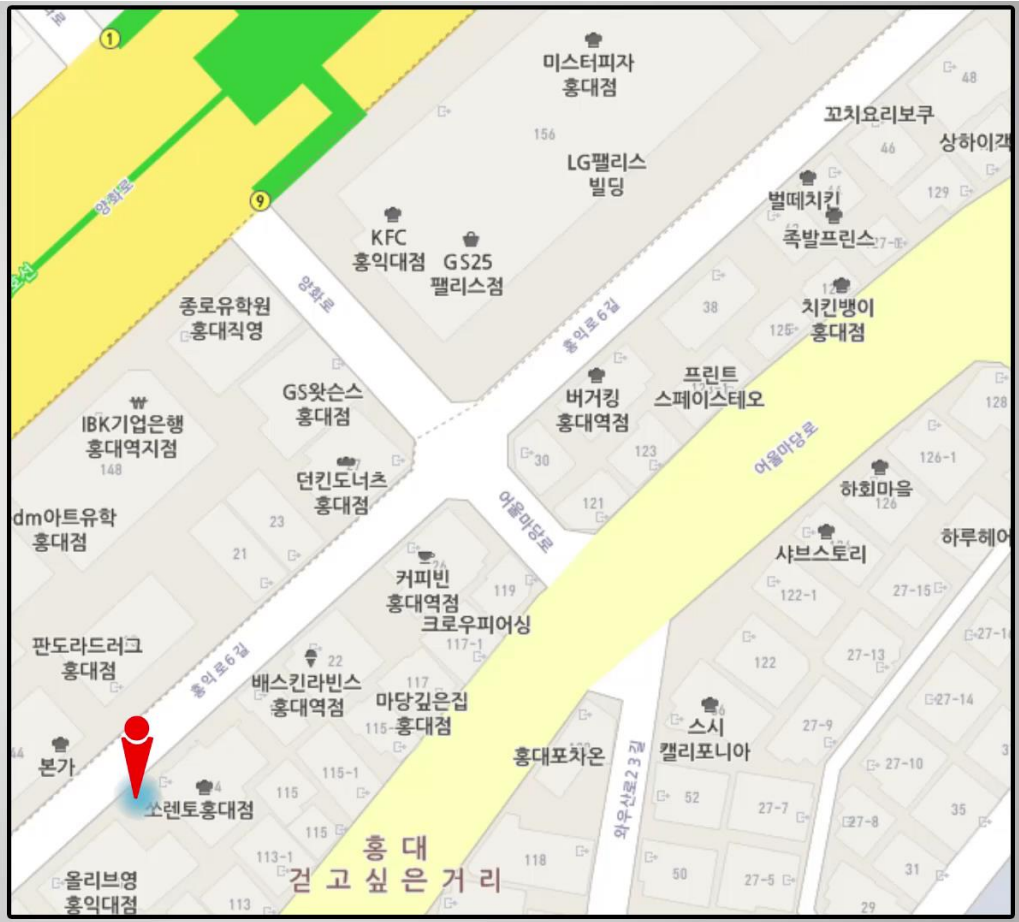 1
미스터피자
홍대점
48
꼬치요리보쿠
156
46
상하이객
LG팰리스
빌딩
양화로
9
벌떼치킨
129
족발프린스
KFC
홍익대점
GS25
팰리스점
호선
양화로
종로유학원
홍대직영
홍익로6길
38
치킨뱅이
홍대점
125
GS왓슨스
홍대점
버거킹
홍대역점
프린트
스페이스테오
128
IBK기업은행
홍대역지점
148
어울마당로
던킨도너츠
홍대점
30
123
126-1
하회마을
126
dm아트유학
홍대점
23
어울마당로
121
샤브스토리
하루헤어
21
커피빈
홍대역점
26
119
122-1
27-15
크로우피어싱
117-1
판도라드러그
홍대점
홍익로6길
22
배스킨라빈스
홍대역점
117
마당깊은집
홍대점
115-
122
27-13
27-14
본가
44
스시
캘리포니아
27-9
홍대포차온
와우산로23길
27-10
115-1
115
쏘렌토홍대점
52
27-7
27-8
35
115
홍대
걷고싶은거리
113-1
118
50
27-5
31
올리브영
홍익대점
113
29